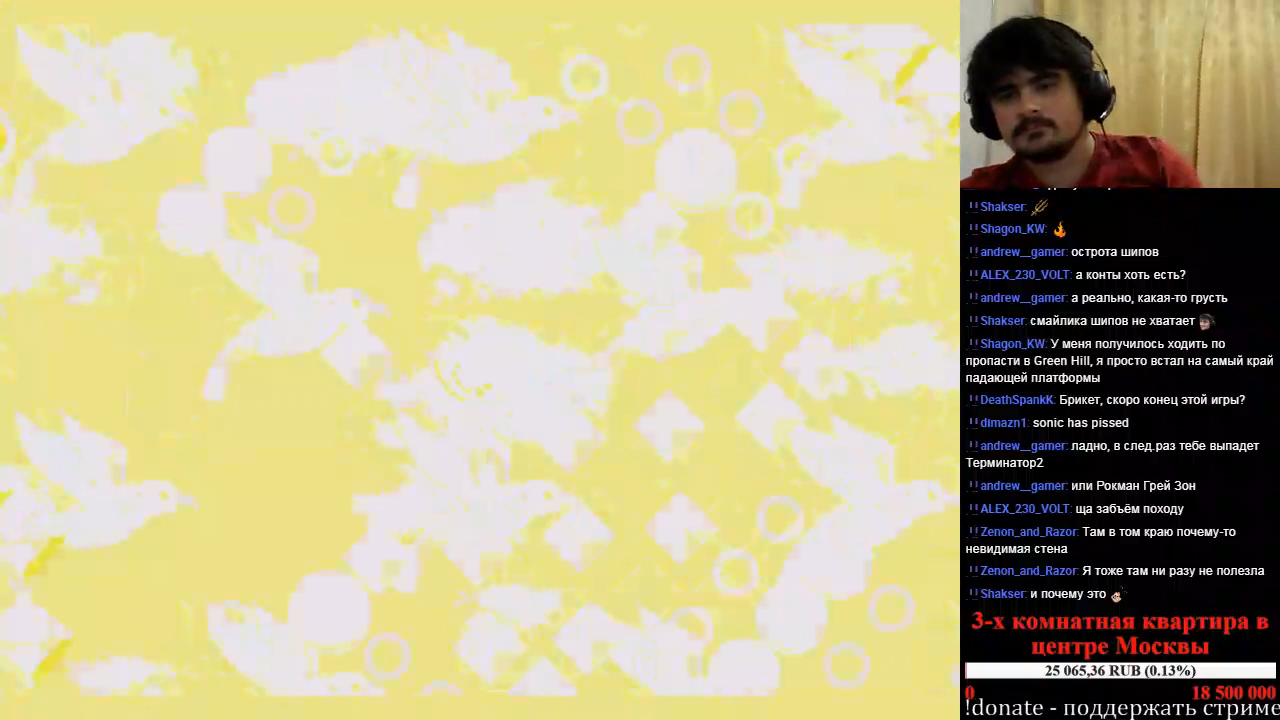 Shakser:
Shagon_KW:
andrew__gamer: острота шипов
ALEX_230_VOLT: а конты хоть есть?
andrew__gamer: а реально, какая-то грусть
Shakser: смайлика шипов не хватает
Shagon_KW: У меня получилось ходить по
пропасти в Green Hill, я просто встал на самый край
падающей платформы
DeathSpankK: Брикет, скоро конец этой игры?
dimazn1: sonic has pissed
andrew__gamer: ладно, в след.раз тебе выпадет
Терминатор2
andrew__gamer: или Рокман Грей Зон
ALEX_230_VOLT: ща забъём походу
Zenon_and_Razor: Там в том краю почему-то
невидимая стена
Zenon_and_Razor: Я тоже там ни разу не полезла
Shakser: и почему это
3-х комнатная квартира в
центре Москвы
25 065,36 RUB (0.13%)
0 18 500 000
!donate - поддержать стриме